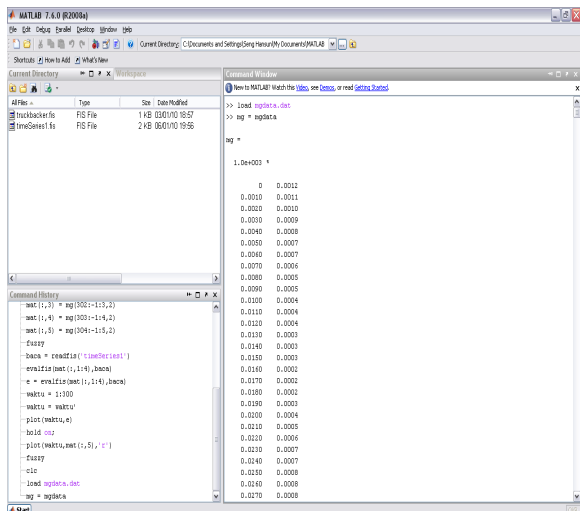 MATLAB 7.6.0 (R2008a)
File Edit Debug Parallel Desktop Window Help
Current Directory: C:\Documents and Settings\Seng Hansun\My Documents\MATLAB
Shortcuts How to Add What's New
Current Directory Workspace
All Files Type Size Date Modified
truckbacker.fis FIS File 1 KB 03/01/10 18:57
timeSeries1.fis FIS File 2 KB 06/01/10 19:56
Command History
mat(:,3) = mg(302:-1:3,2)
mat(:,4) = mg(303:-1:4,2)
mat(:,5) = mg(304:-1:5,2)
fuzzy
baca = readfis('timeSeries1')
evalfis(mat(:,1:4),baca)
e = evalfis(mat(:,1:4),baca)
waktu = 1:300
waktu = waktu'
plot(waktu,e)
hold on;
plot(waktu,mat(:,5),'r')
fuzzy
clc
load mgdata.dat
mg = mgdata
Start
Command Window
New to MATLAB? Watch this Video, see Demos, or read Getting Started.
>> load mgdata.dat
>> mg = mgdata
mg =
1.0e+003 *
0 0.0012
0.0010 0.0011
0.0020 0.0010
0.0030 0.0009
0.0040 0.0008
0.0050 0.0007
0.0060 0.0007
0.0070 0.0006
0.0080 0.0005
0.0090 0.0005
0.0100 0.0004
0.0110 0.0004
0.0120 0.0004
0.0130 0.0003
0.0140 0.0003
0.0150 0.0003
0.0160 0.0002
0.0170 0.0002
0.0180 0.0002
0.0190 0.0003
0.0200 0.0004
0.0210 0.0005
0.0220 0.0006
0.0230 0.0007
0.0240 0.0007
0.0250 0.0008
0.0260 0.0008
0.0270 0.0008